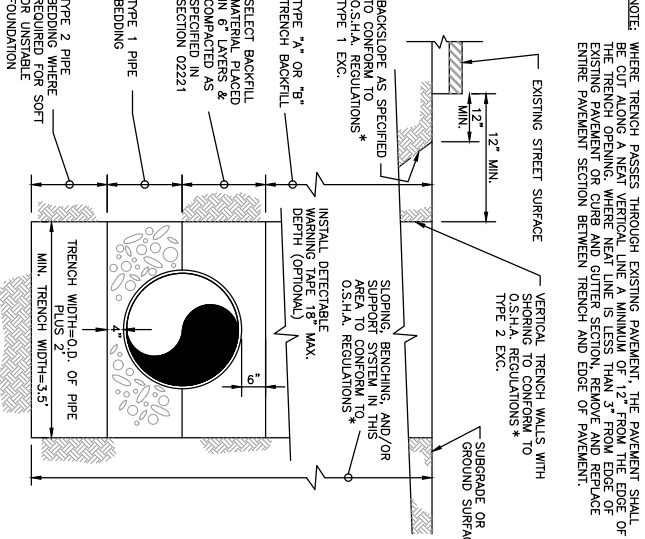 NOTE: WHERE TRENCH PASSES THROUGH EXISTING PAVEMENT, THE PAVEMENT SHALL
BE CUT ALONG A NEAT VERTICAL LINE A MINIMUM OF 12" FROM THE EDGE OF
THE TRENCH OPENING. WHERE NEAT LINE IS LESS THAN 3" FROM EDGE OF
EXISTING PAVEMENT OR CURB AND GUTTER SECTION, REMOVE AND REPLACE
ENTIRE PAVEMENT SECTION BETWEEN TRENCH AND EDGE OF PAVEMENT.
EXISTING STREET SURFACE
VERTICAL TRENCH WALLS WITH
SHORING TO CONFORM TO
O.S.H.A. REGULATIONS *
TYPE 2 EXC.
12" MIN.
12"
MIN.
SUBGRADE OR
GROUND SURFACE
BACKSLOPE AS SPECIFIED
TO CONFORM TO
O.S.H.A. REGULATIONS *
TYPE 1 EXC.
SLOPING, BENCHING, AND/OR
SUPPORT SYSTEM IN THIS
AREA TO CONFORM TO
O.S.H.A. REGULATIONS *
INSTALL DETECTABLE
WARNING TAPE 18" MAX.
DEPTH (OPTIONAL)
TYPE "A" OR "B"
TRENCH BACKFILL
6"
SELECT BACKFILL
MATERIAL PLACED
IN 6" LAYERS &
COMPACTED AS
SPECIFIED IN
SECTION 02221
TYPE 1 PIPE
BEDDING
4"
TYPE 2 PIPE
BEDDING WHERE
REQUIRED FOR SOFT
OR UNSTABLE
FOUNDATION
TRENCH WIDTH=O.D. OF PIPE
PLUS 2'
MIN. TRENCH WIDTH=3.5'